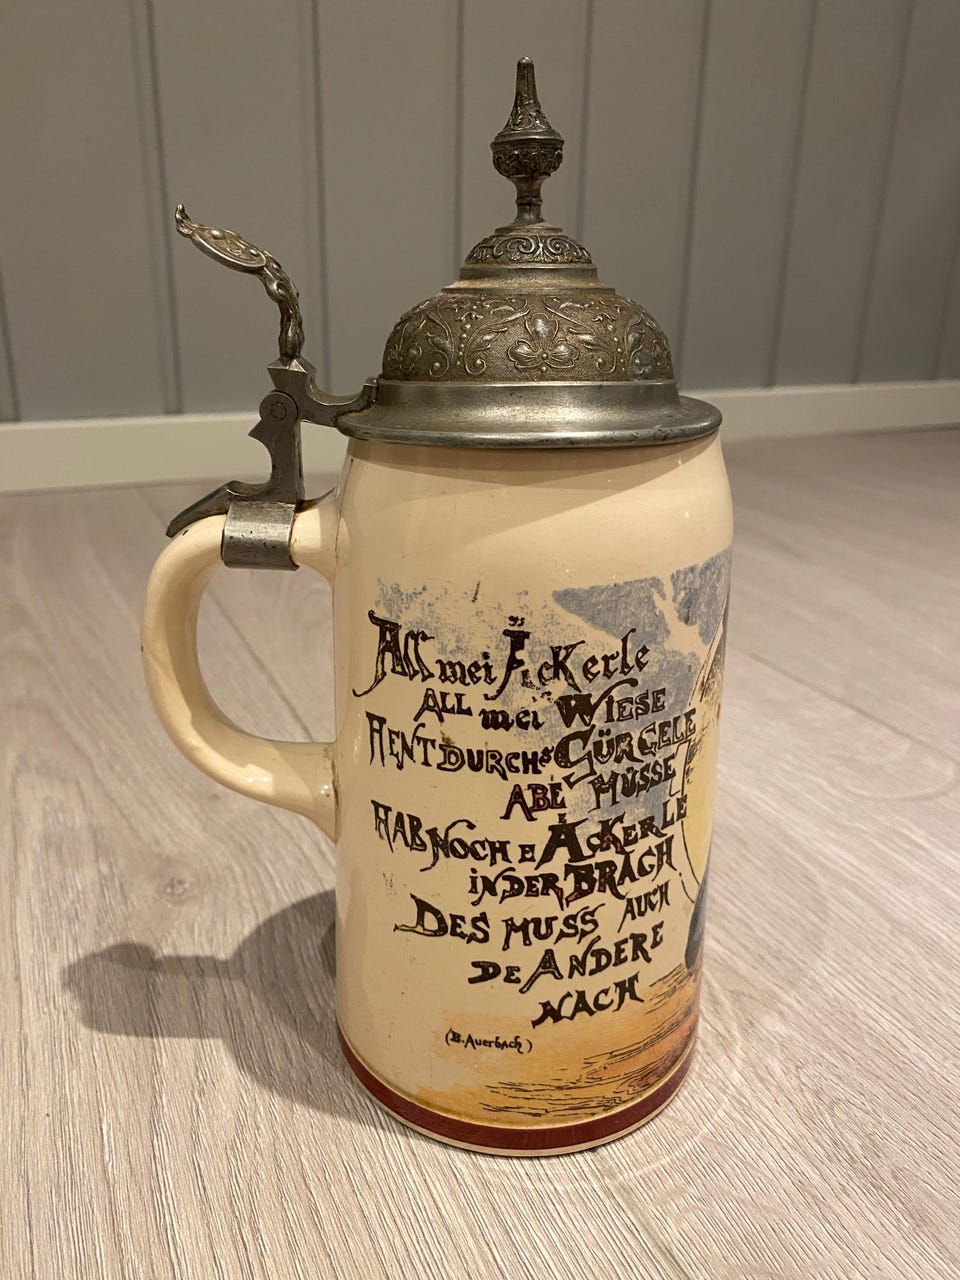 All mei Äckerle
ALL mei WIESE
HENT DURCHS GÜRGELE
ABE MÜSSE
HAB NOCH E ÄCKERLE
IN DER BRACH
DES MUSS AUCH
DE ANDERE
NACH
(B. Auerbach)